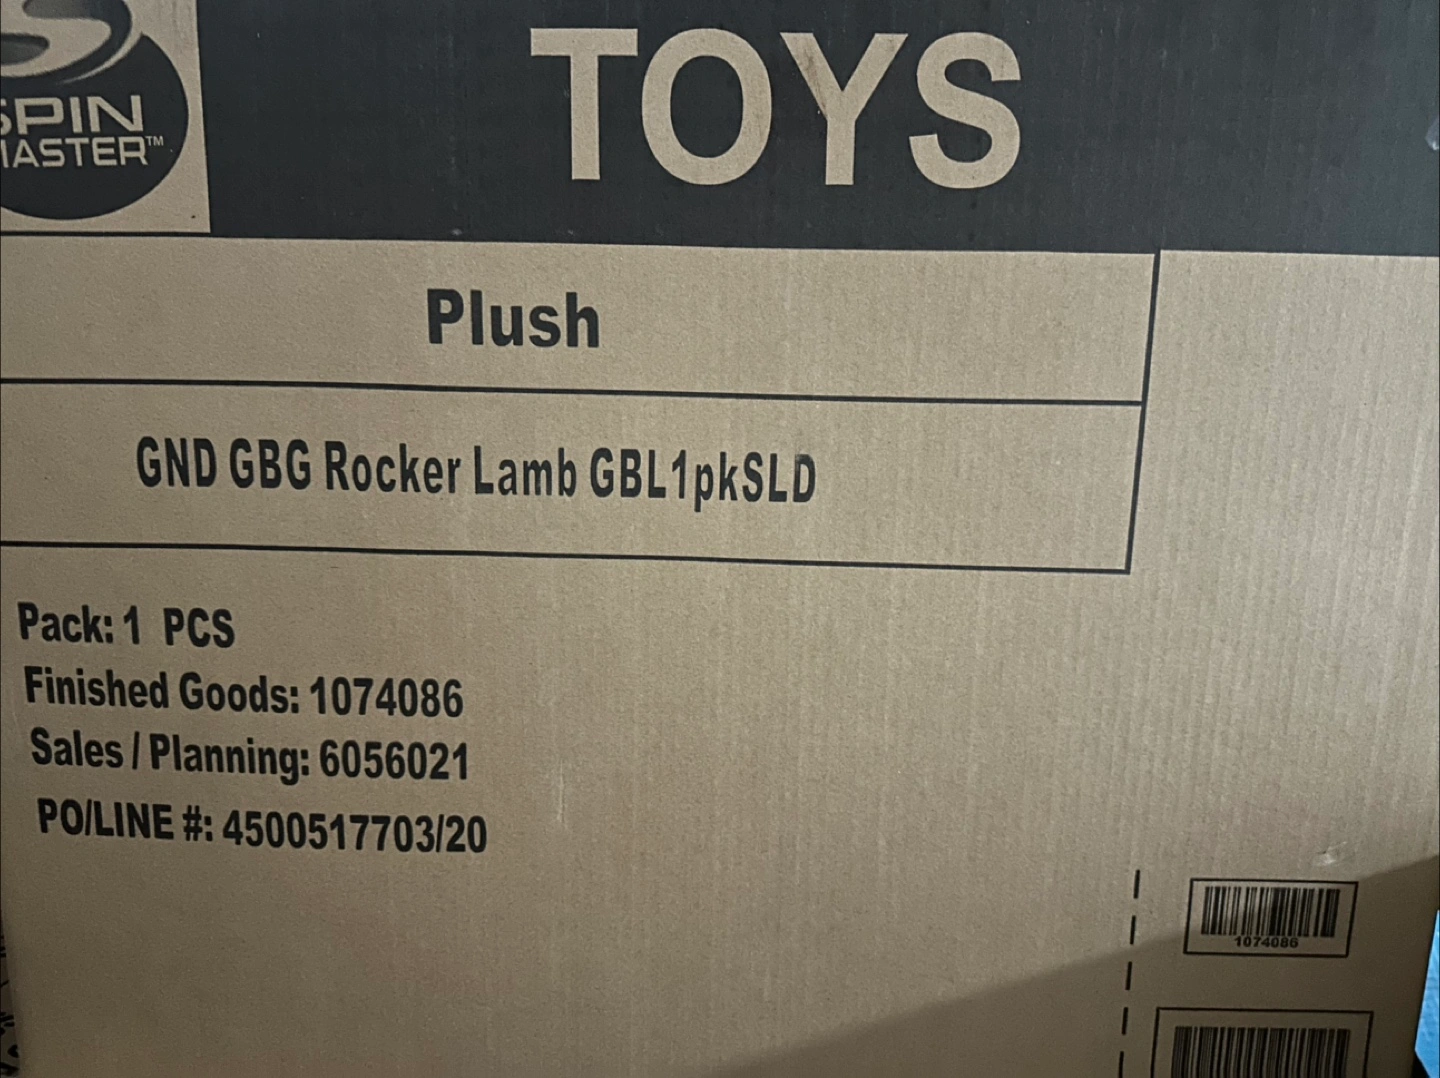 TOYS
SPIN
MASTER™
Plush
GND GBG Rocker Lamb GBL1pkSLD
Pack: 1 PCS
Finished Goods: 1074086
Sales / Planning: 6056021
PO/LINE #: 4500517703/20
1074086